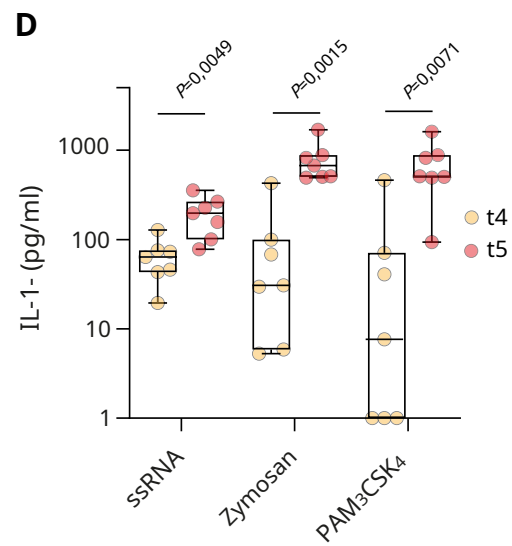 D
P=0,0049
P=0,0015
P=0,0071
1000
100
10
1
IL-1- (pg/ml)
t4
t5
ssRNA
Zymosan
PAM3CSK4